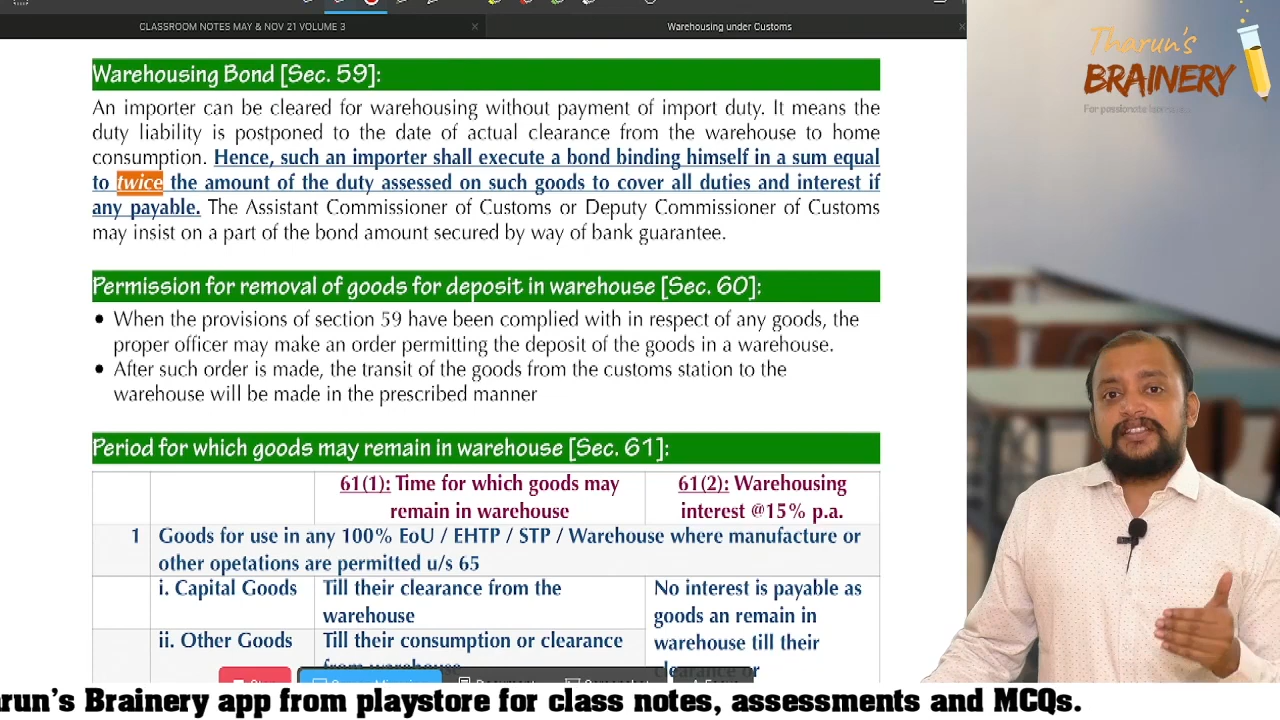 CLASSROOM NOTES MAY & NOV 21 VOLUME 3
Warehousing under Customs
Tharun's
BRAINERY
Warehousing Bond [Sec. 59]:
An importer can be cleared for warehousing without payment of import duty. It means the
duty liability is postponed to the date of actual clearance from the warehouse to home
consumption. Hence, such an importer shall execute a bond binding himself in a sum equal
to twice the amount of the duty assessed on such goods to cover all duties and interest if
any payable. The Assistant Commissioner of Customs or Deputy Commissioner of Customs
may insist on a part of the bond amount secured by way of bank guarantee.
Permission for removal of goods for deposit in warehouse [Sec. 60]:
• When the provisions of section 59 have been complied with in respect of any goods, the
proper officer may make an order permitting the deposit of the goods in a warehouse.
• After such order is made, the transit of the goods from the customs station to the
warehouse will be made in the prescribed manner
Period for which goods may remain in warehouse [Sec. 61]:
61(1): Time for which goods may
remain in warehouse
61(2): Warehousing
interest @15% p.a.
1 Goods for use in any 100% EoU / EHTP / STP / Warehouse where manufacture or
other opetations are permitted u/s 65
i. Capital Goods
Till their clearance from the
warehouse
No interest is payable as
goods an remain in
warehouse till their
clearance or
ii. Other Goods
Till their consumption or clearance
from warehouse
arun's Brainery app from playstore for class notes, assessments and MCQs.